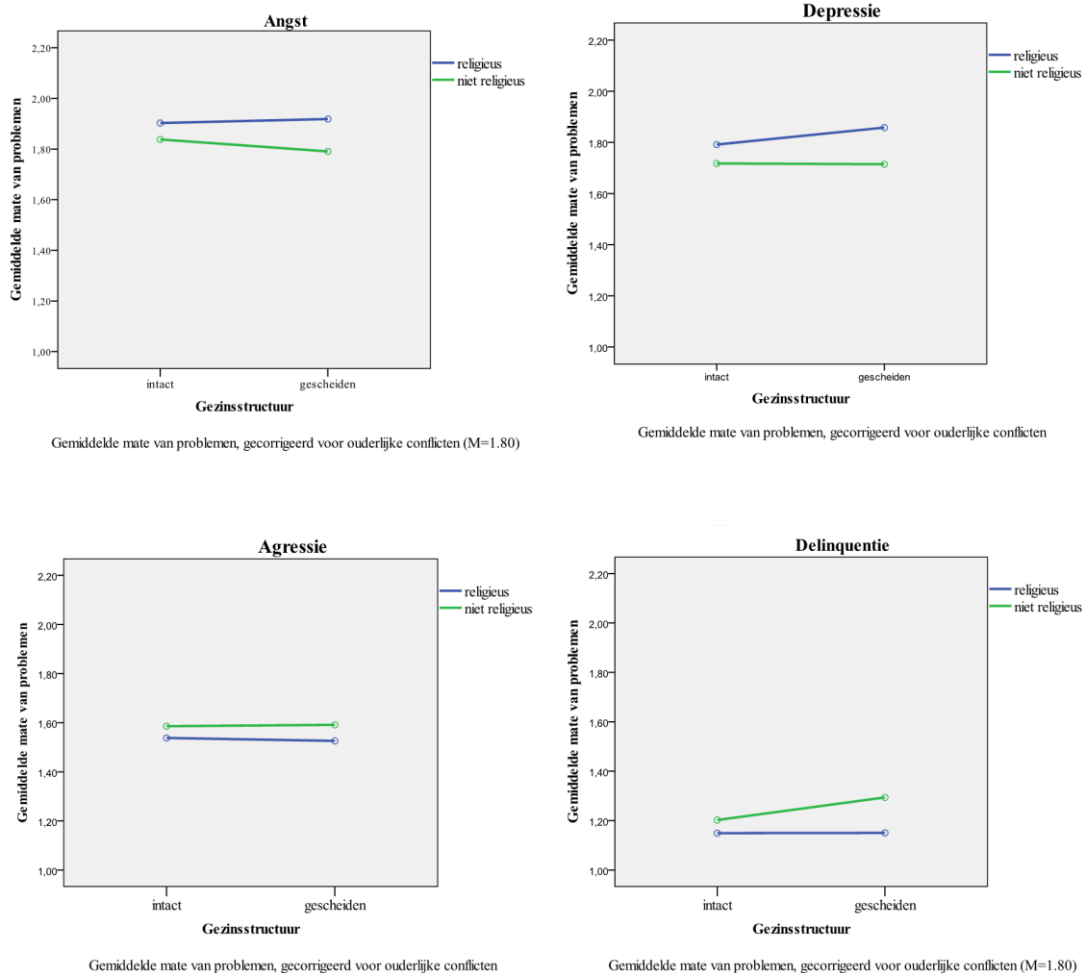 Angst
religieus
niet religieus
Gemiddelde mate van problemen
2,20
2,00
1,80
1,60
1,40
1,20
1,00
intact
gescheiden
Gezinsstructuur
Gemiddelde mate van problemen, gecorrigeerd voor ouderlijke conflicten (M=1.80)
Depressie
religieus
niet religieus
Gemiddelde mate van problemen
2,20
2,00
1,80
1,60
1,40
1,20
1,00
intact
gescheiden
Gezinsstructuur
Gemiddelde mate van problemen, gecorrigeerd voor ouderlijke conflicten
Agressie
religieus
niet religieus
Gemiddelde mate van problemen
2,20
2,00
1,80
1,60
1,40
1,20
1,00
intact
gescheiden
Gezinsstructuur
Gemiddelde mate van problemen, gecorrigeerd voor ouderlijke conflicten
Delinquentie
religieus
niet religieus
Gemiddelde mate van problemen
2,20
2,00
1,80
1,60
1,40
1,20
1,00
intact
gescheiden
Gezinsstructuur
Gemiddelde mate van problemen, gecorrigeerd voor ouderlijke conflicten (M=1.80)